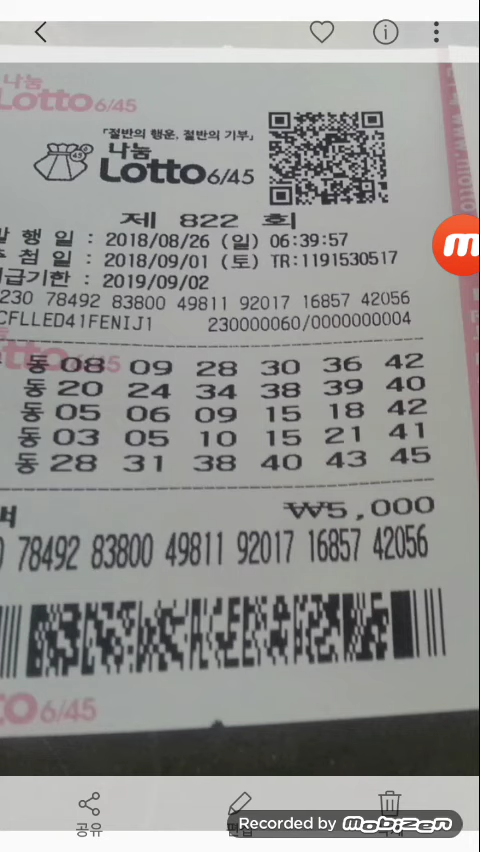 나눔
Lotto 6/45
「절반의 행운, 절반의 기부」
나눔
Lotto 6/45
제 822 회
발 행 일 : 2018/08/26 (일) 06:39:57
추 첨 일 : 2018/09/01 (토) TR:1191530517
지급기한 : 2019/09/02
230 78492 83800 49811 92017 16857 42056
CFLLED41FENIJ1 230000060/0000000004
동 08 09 28 30 36 42
동 20 24 34 38 39 40
동 05 06 09 15 18 42
동 03 05 10 15 21 41
동 28 31 38 40 43 45
₩5,000
78492 83800 49811 92017 16857 42056
6/45
공유
Recorded by mobizen